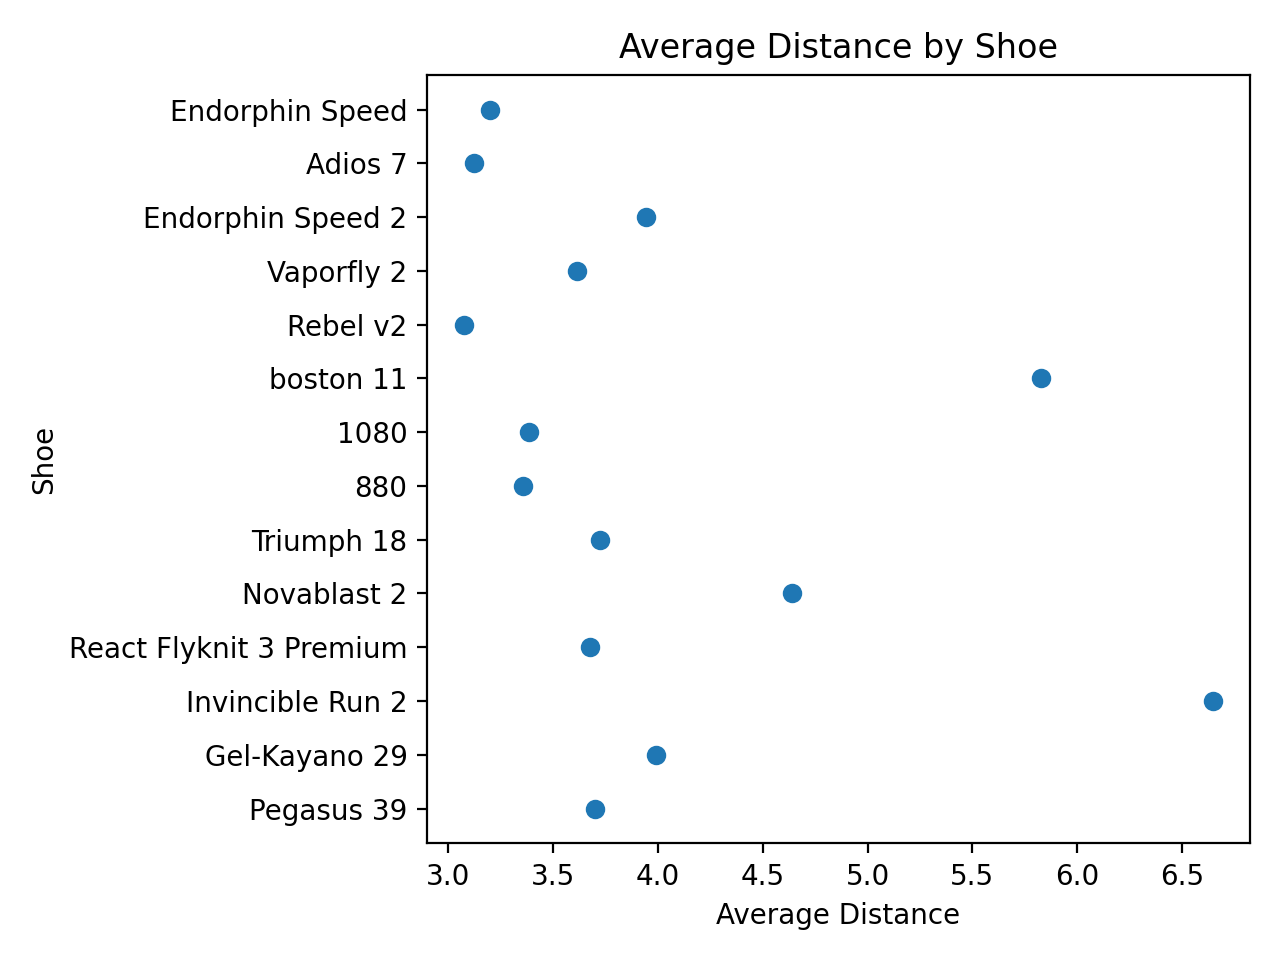 Average Distance by Shoe
Endorphin Speed
Adios 7
Endorphin Speed 2
Vaporfly 2
Rebel v2
boston 11
1080
880
Triumph 18
Novablast 2
React Flyknit 3 Premium
Invincible Run 2
Gel-Kayano 29
Pegasus 39
Shoe
3.0 3.5 4.0 4.5 5.0 5.5 6.0 6.5
Average Distance